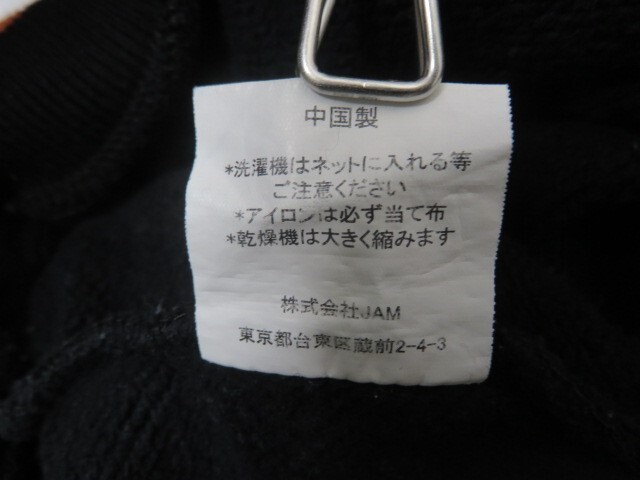 中国製
*洗濯機はネットに入れる等
ご注意ください
*アイロンは必ず当て布
*乾燥機は大きく縮みます
株式会社JAM
東京都台東区蔵前2-4-3